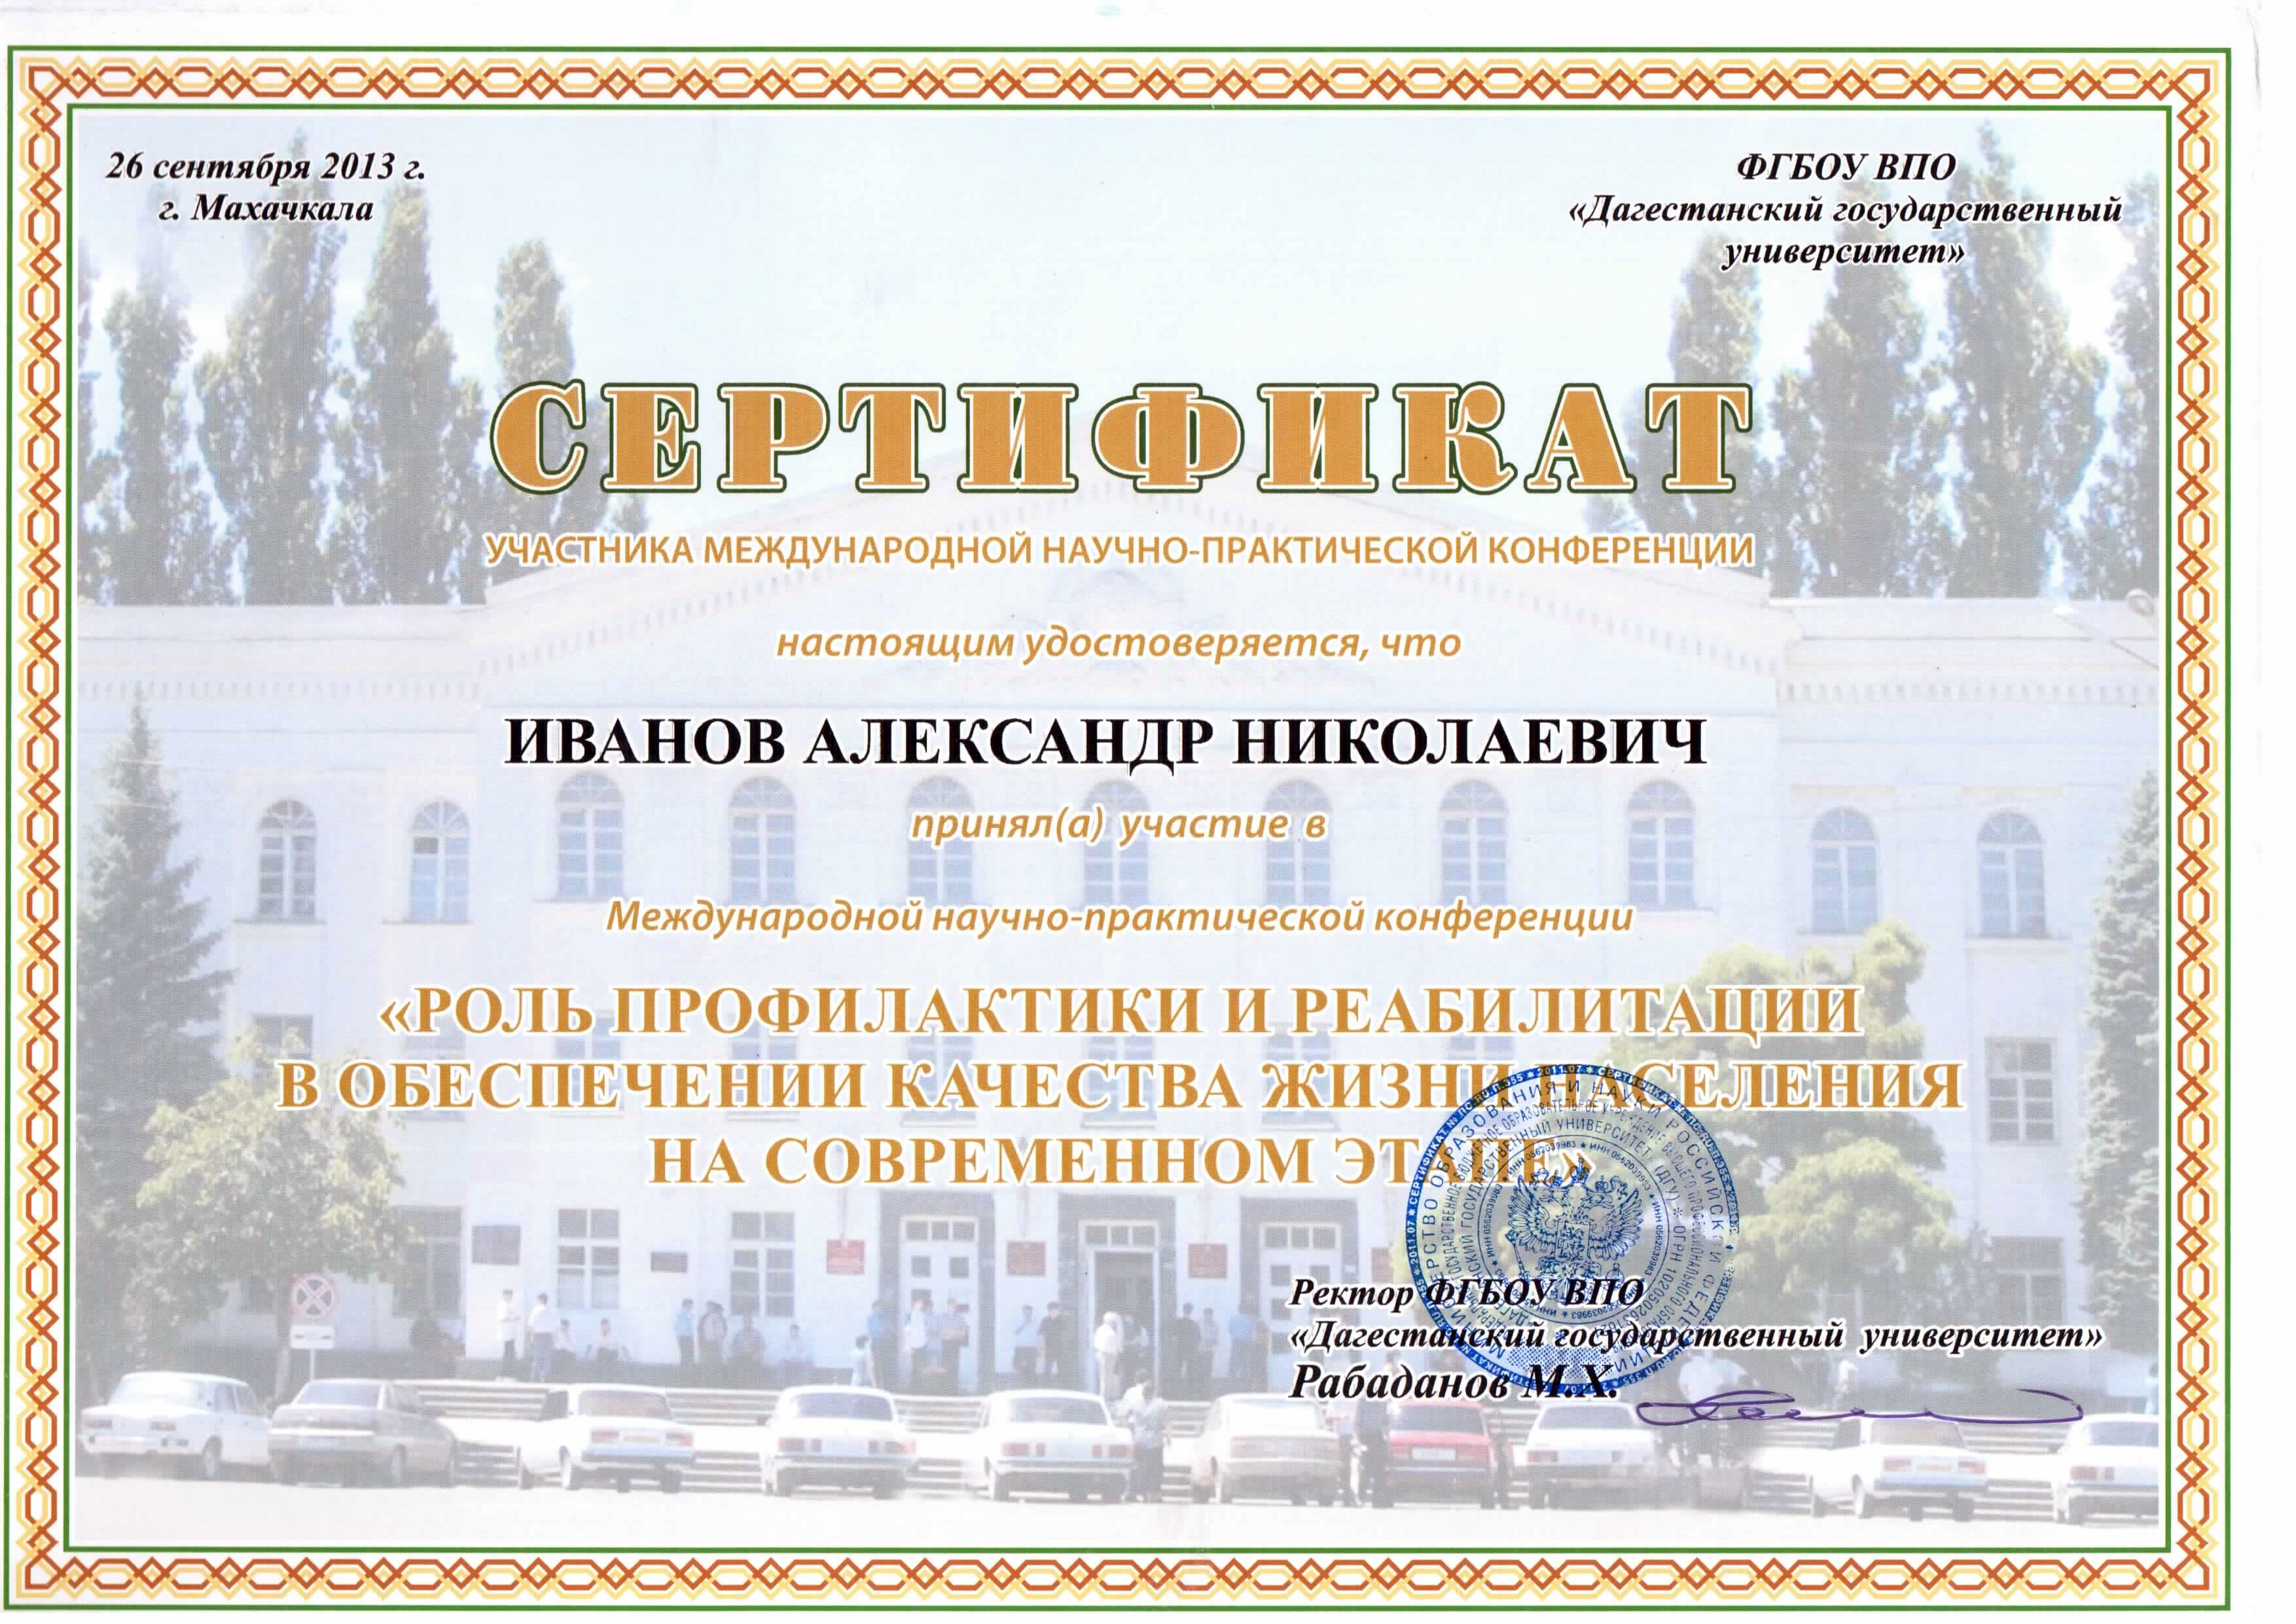 26 сентября 2013 г.
г. Махачкала
ФГБОУ ВПО
«Дагестанский государственный
университет»
СЕРТИФИКАТ
УЧАСТНИКА МЕЖДУНАРОДНОЙ НАУЧНО-ПРАКТИЧЕСКОЙ КОНФЕРЕНЦИИ
настоящим удостоверяется, что
ИВАНОВ АЛЕКСАНДР НИКОЛАЕВИЧ
принял(а) участие в
Международной научно-практической конференции
«РОЛЬ ПРОФИЛАКТИКИ И РЕАБИЛИТАЦИИ
В ОБЕСПЕЧЕНИИ КАЧЕСТВА ЖИЗНИ НАСЕЛЕНИЯ
НА СОВРЕМЕННОМ ЭТАПЕ»
Ректор ФГБОУ ВПО
«Дагестанский государственный университет»
Рабаданов М.Х.